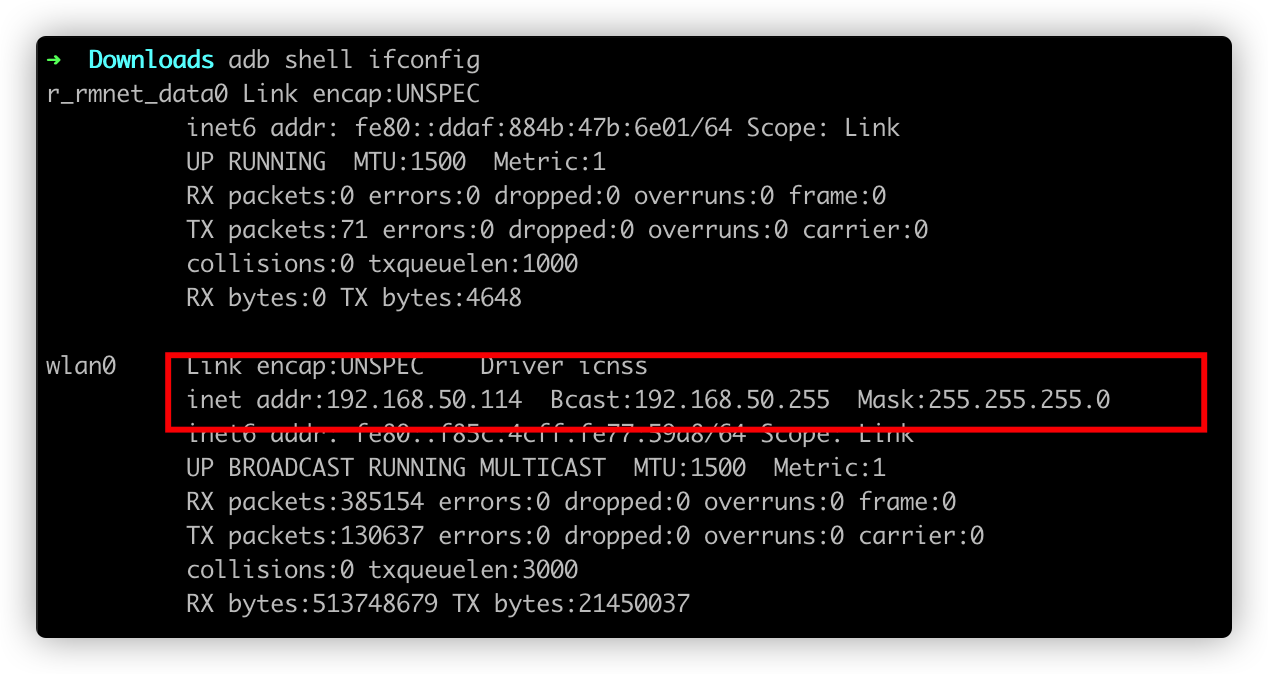 ➜  Downloads adb shell ifconfig
r_rmnet_data0 Link encap:UNSPEC
inet6 addr: fe80::ddaf:884b:47b:6e01/64 Scope: Link
UP RUNNING  MTU:1500  Metric:1
RX packets:0 errors:0 dropped:0 overruns:0 frame:0
TX packets:71 errors:0 dropped:0 overruns:0 carrier:0
collisions:0 txqueuelen:1000
RX bytes:0 TX bytes:4648
wlan0     Link encap:UNSPEC    Driver icnss
inet addr:192.168.50.114  Bcast:192.168.50.255  Mask:255.255.255.0
inet6 addr: fe80::f85c:4cff:fe77:59a8/64 Scope: Link
UP BROADCAST RUNNING MULTICAST  MTU:1500  Metric:1
RX packets:385154 errors:0 dropped:0 overruns:0 frame:0
TX packets:130637 errors:0 dropped:0 overruns:0 carrier:0
collisions:0 txqueuelen:3000
RX bytes:513748679 TX bytes:21450037